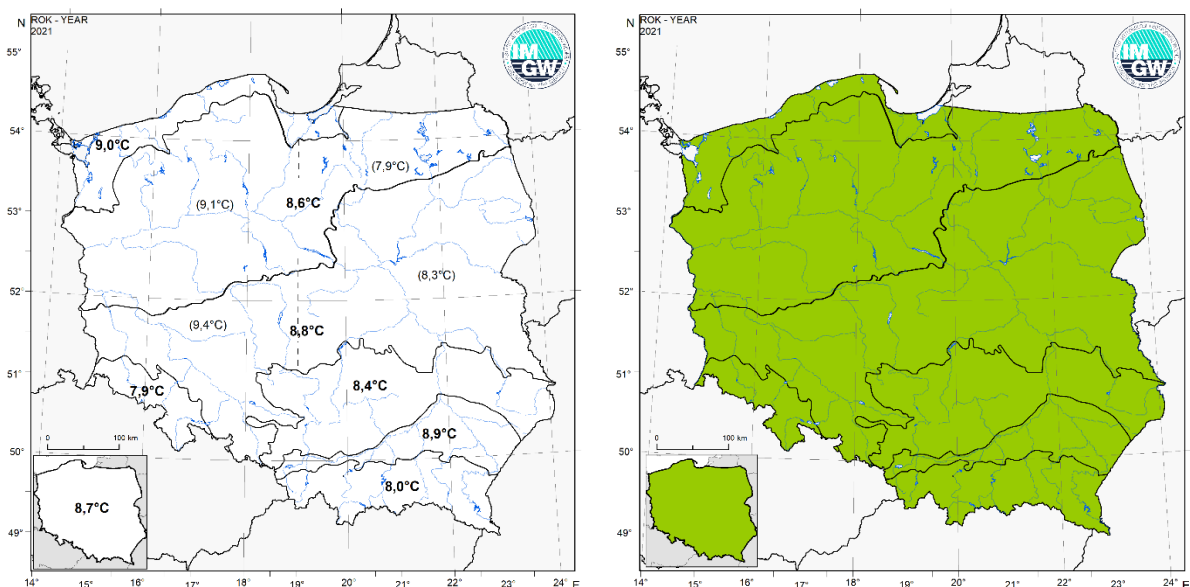 N
ROK - YEAR
2021
IM
GW
55°
54°
53°
52°
51°
50°
49°
9,0°C
(7,9°C)
(9,1°C)
8,6°C
(8,3°C)
(9,4°C)
8,8°C
7,9°C
8,4°C
8,9°C
8,0°C
0 100 km
8,7°C
14° 15° 16° 17° 18° 19° 20° 21° 22° 23° 24° E
N
ROK - YEAR
2021
IM
GW
55°
54°
53°
52°
51°
50°
49°
0 100 km
14° 15° 16° 17° 18° 19° 20° 21° 22° 23° 24° E